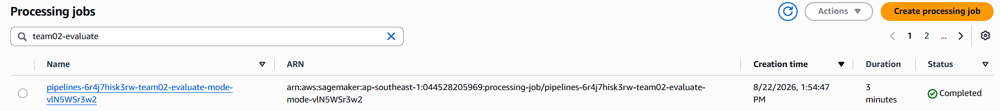 Processing jobs
Actions
Create processing job
team02-evaluate
1 2 ...
Name
ARN
Creation time
Duration
Status
pipelines-6r4j7hisk3rw-team02-evaluate-mode-
vlN5WSr3w2
arn:aws:sagemaker:ap-southeast-1:044528205969:processing-job/pipelines-6r4j7hisk3rw-team02-evaluate-
mode-vlN5WSr3w2
8/22/2026, 1:54:47
PM
3
minutes
Completed